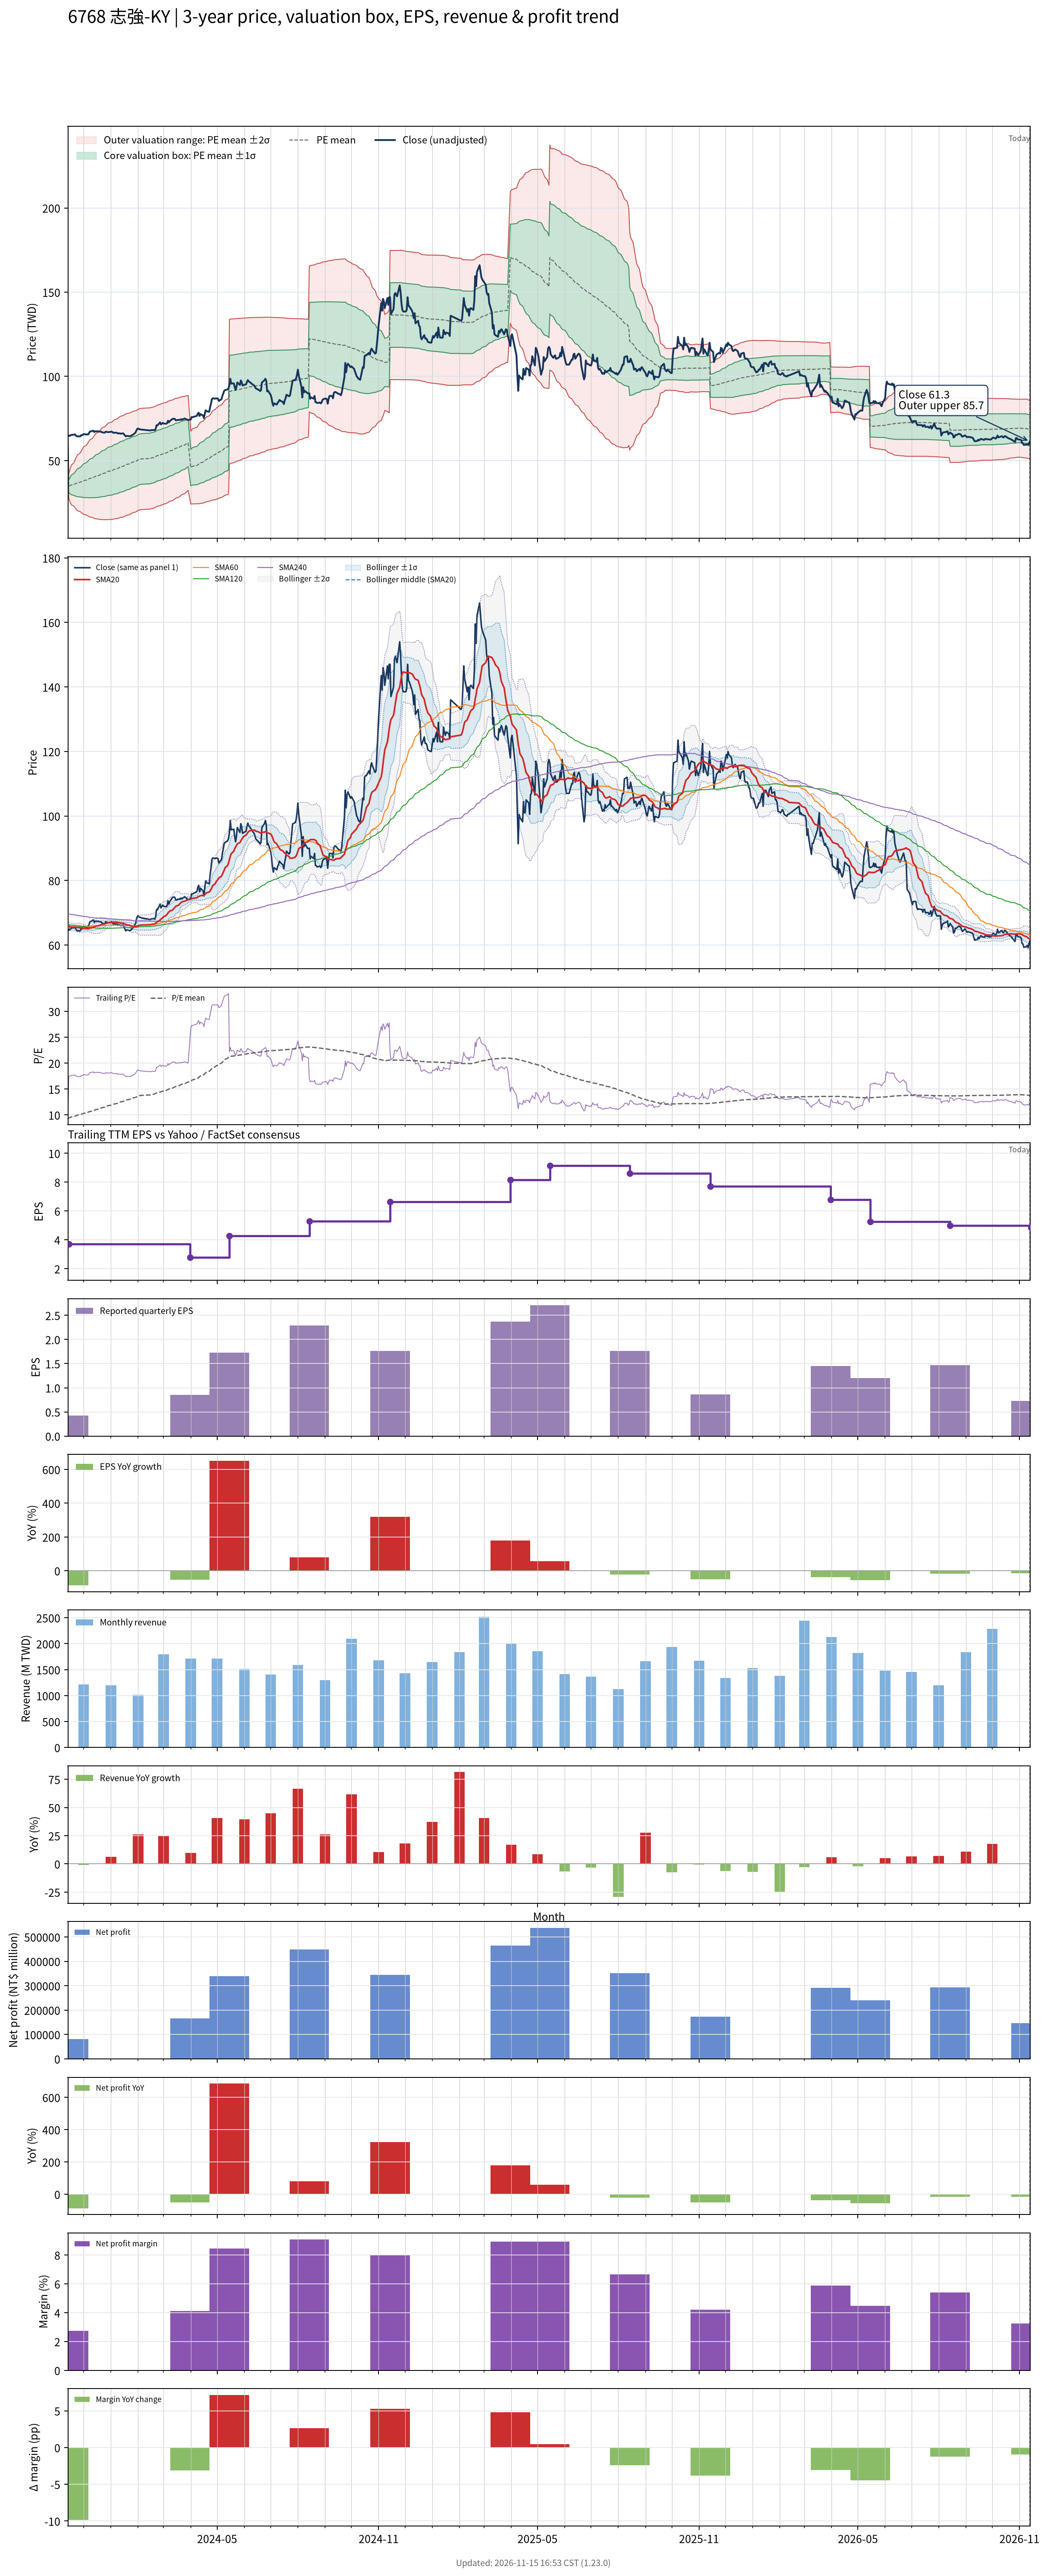 6768 志強-KY | 3-year price, valuation box, EPS, revenue & profit trend
Outer valuation range: PE mean ±2σ
PE mean
Close (unadjusted)
Core valuation box: PE mean ±1σ
Today
200
150
100
50
Price (TWD)
Close 61.3
Outer upper 85.7
Close (same as panel 1)
SMA20
SMA60
SMA120
SMA240
Bollinger ±2σ
Bollinger ±1σ
Bollinger middle (SMA20)
180
160
140
120
100
80
60
Price
Trailing P/E
P/E mean
30
25
20
15
10
P/E
Trailing TTM EPS vs Yahoo / FactSet consensus
Today
10
8
6
4
2
EPS
Reported quarterly EPS
2.5
2.0
1.5
1.0
0.5
0.0
EPS
EPS YoY growth
600
400
200
0
YoY (%)
Monthly revenue
2500
2000
1500
1000
500
0
Revenue (M TWD)
Revenue YoY growth
75
50
25
0
-25
YoY (%)
Month
Net profit
500000
400000
300000
200000
100000
0
Net profit (NT$ million)
Net profit YoY
600
400
200
0
YoY (%)
Net profit margin
8
6
4
2
0
Margin (%)
Margin YoY change
5
0
-5
-10
Δ margin (pp)
2024-05
2024-11
2025-05
2025-11
2026-05
2026-11
Updated: 2026-11-15 16:53 CST (1.23.0)